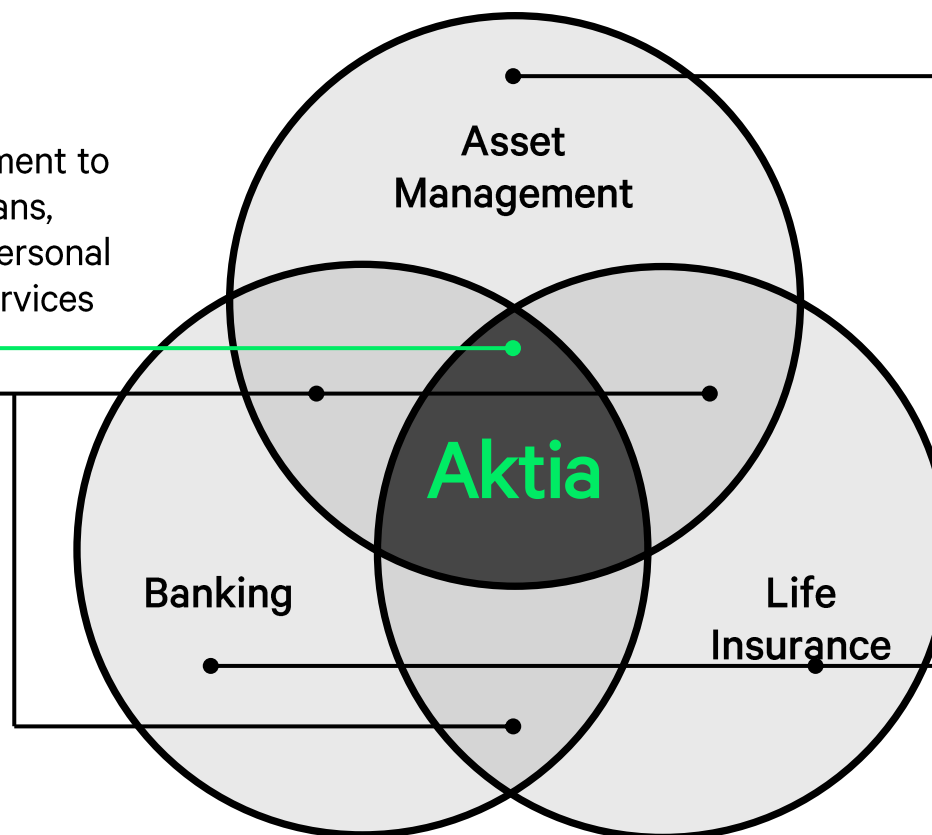 Asset
Management
ment to
ans,
ersonal
rvices
Aktia
Banking
Life
Insurance